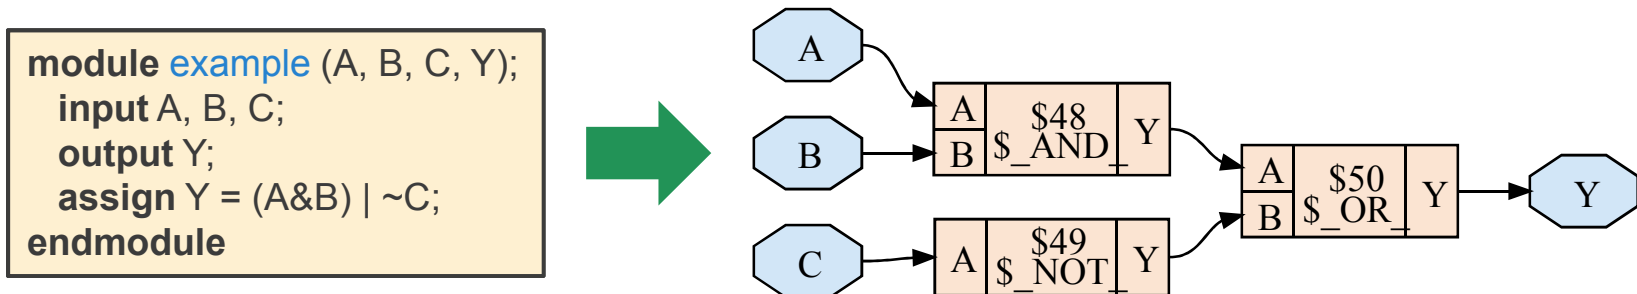 module example (A, B, C, Y);
input A, B, C;
output Y;
assign Y = (A&B) | ~C;
endmodule
A
B
C
A
B
$48
$_AND_
Y
A
$49
$_NOT_
Y
A
B
$50
$_OR_
Y
Y